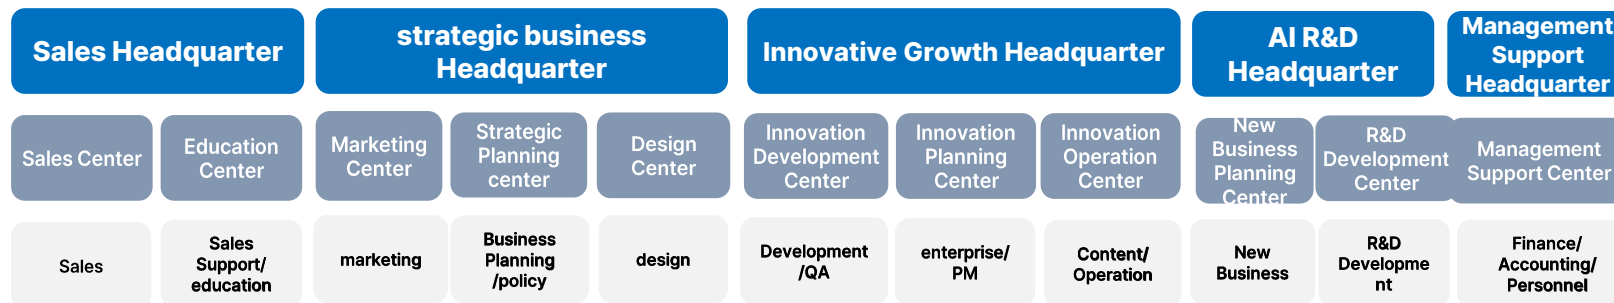 Sales Headquarter
strategic business
Headquarter
Innovative Growth Headquarter
AI R&D
Headquarter
Management
Support
Headquarter
Sales Center
Education
Center
Marketing
Center
Strategic
Planning
center
Design
Center
Innovation
Development
Center
Innovation
Planning
Center
Innovation
Operation
Center
New
Business
Planning
Center
R&D
Development
Center
Management
Support Center
Sales
Sales
Support/
education
marketing
Business
Planning
/policy
design
Development
/QA
enterprise/
PM
Content/
Operation
New
Business
R&D
Developme
nt
Finance/
Accounting/
Personnel